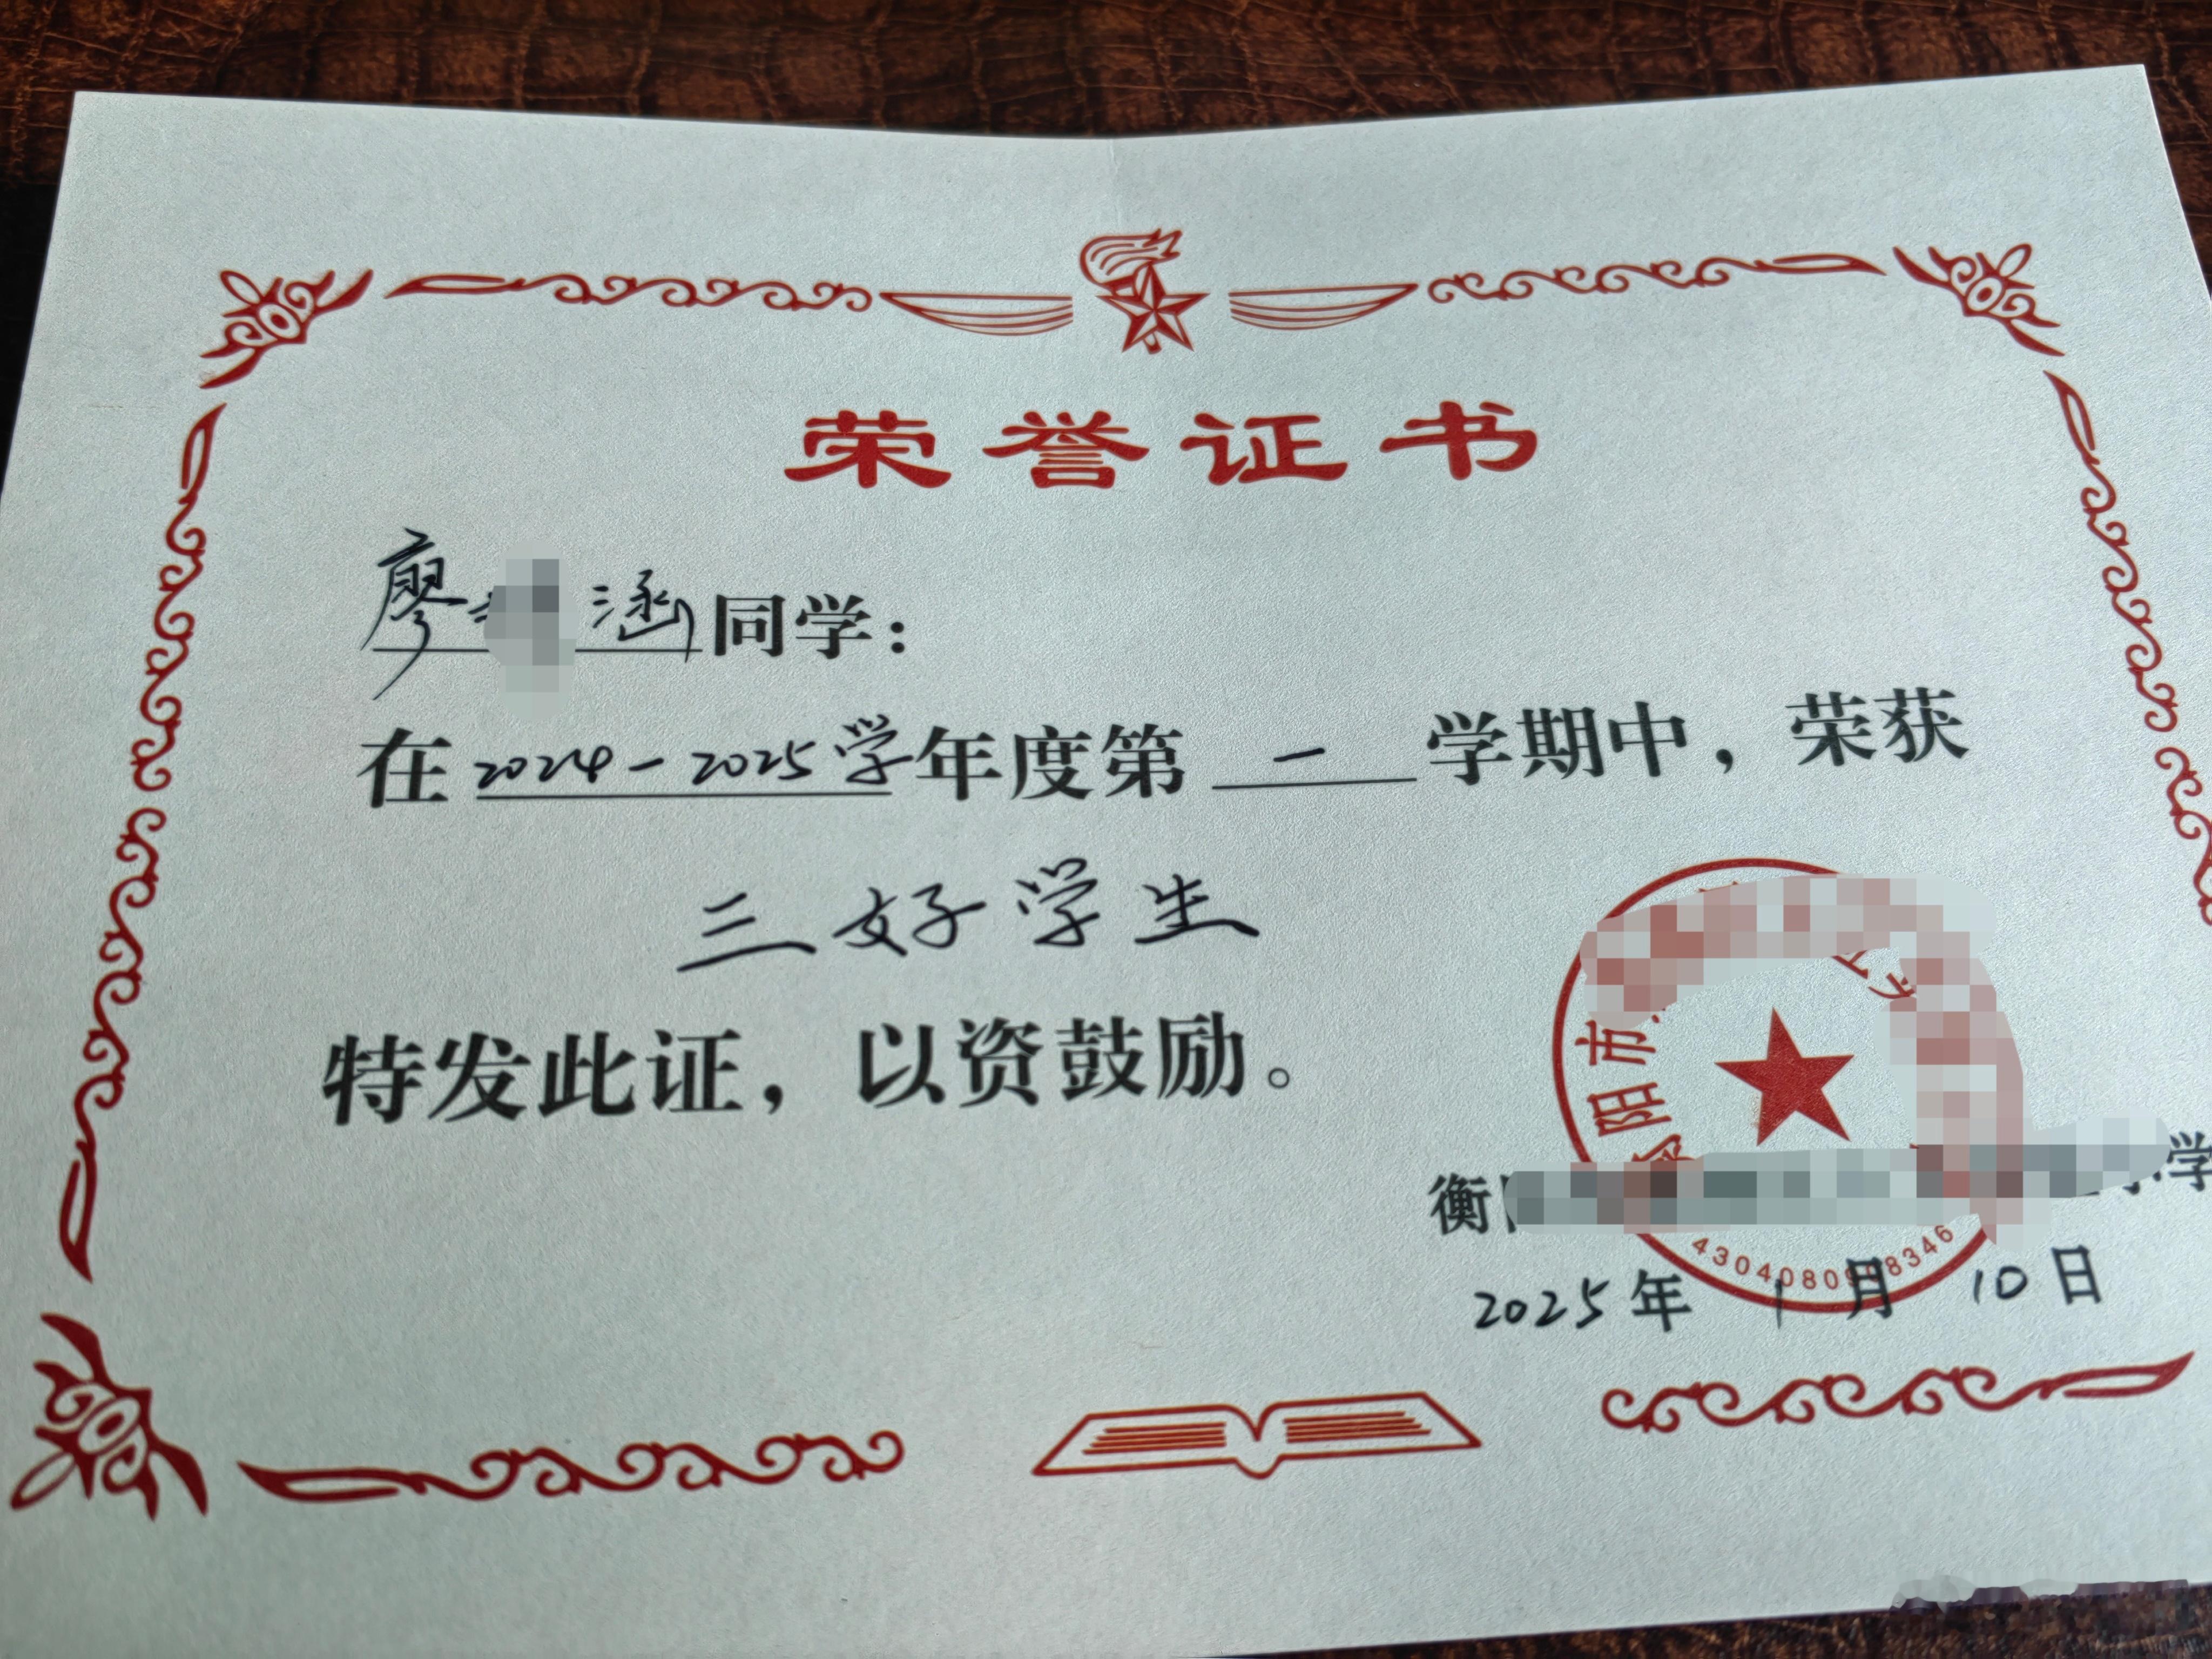 荣誉证书
廖 涵同学：
在2024-2025学年度第一学期中，荣获
三好学生
特发此证，以资鼓励。
阳市
衡 学
4304080 8346
2025年1月10日